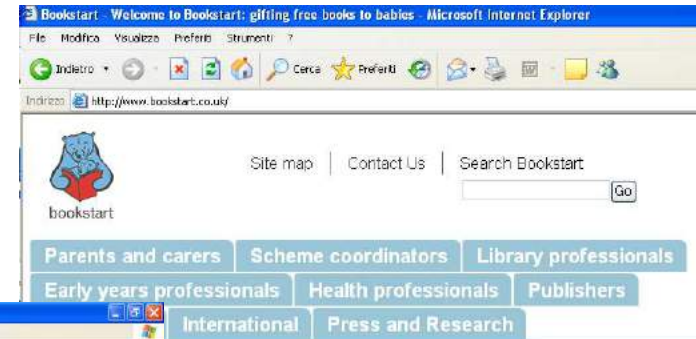 Bookstart - Welcome to Bookstart: gifting free books to babies - Microsoft Internet Explorer
File Modifica Visualizza Preferiti Strumenti ?
Indietro Cerca Preferiti
Indirizzo http://www.bookstart.co.uk/
Site map | Contact Us | Search Bookstart
Go
bookstart
Parents and carers Scheme coordinators Library professionals
Early years professionals Health professionals Publishers
International Press and Research